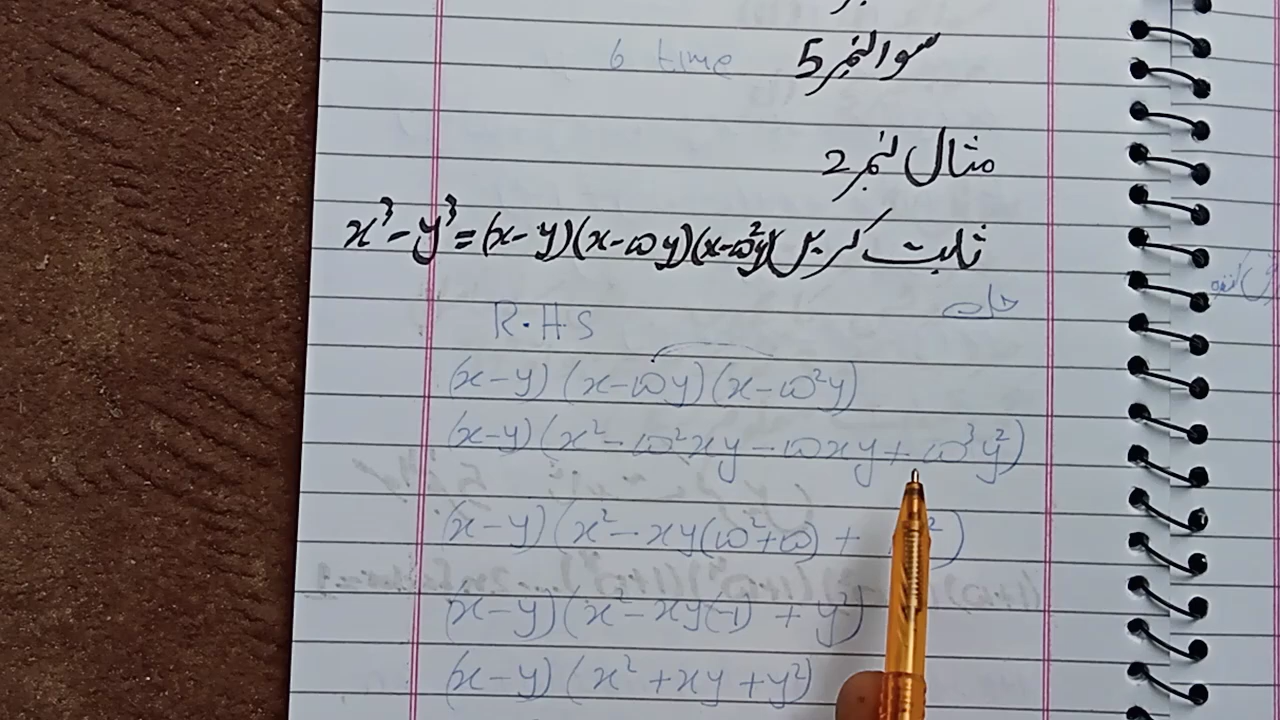 سوال نمبر 5 6 time
مثال نمبر 2
ثابت کریں x³-y³=(x-y)(x-ωy)(x-ω²y)
حل
R.H.S
(x-y)(x-ωy)(x-ω²y)
(x-y)(x²-ω²xy-ωxy+ω³y²)
(x-y)(x²-xy(ω²+ω)+
(x-y)(x²-xy(-1)+y²)
(x-y)(x²+xy+y²)